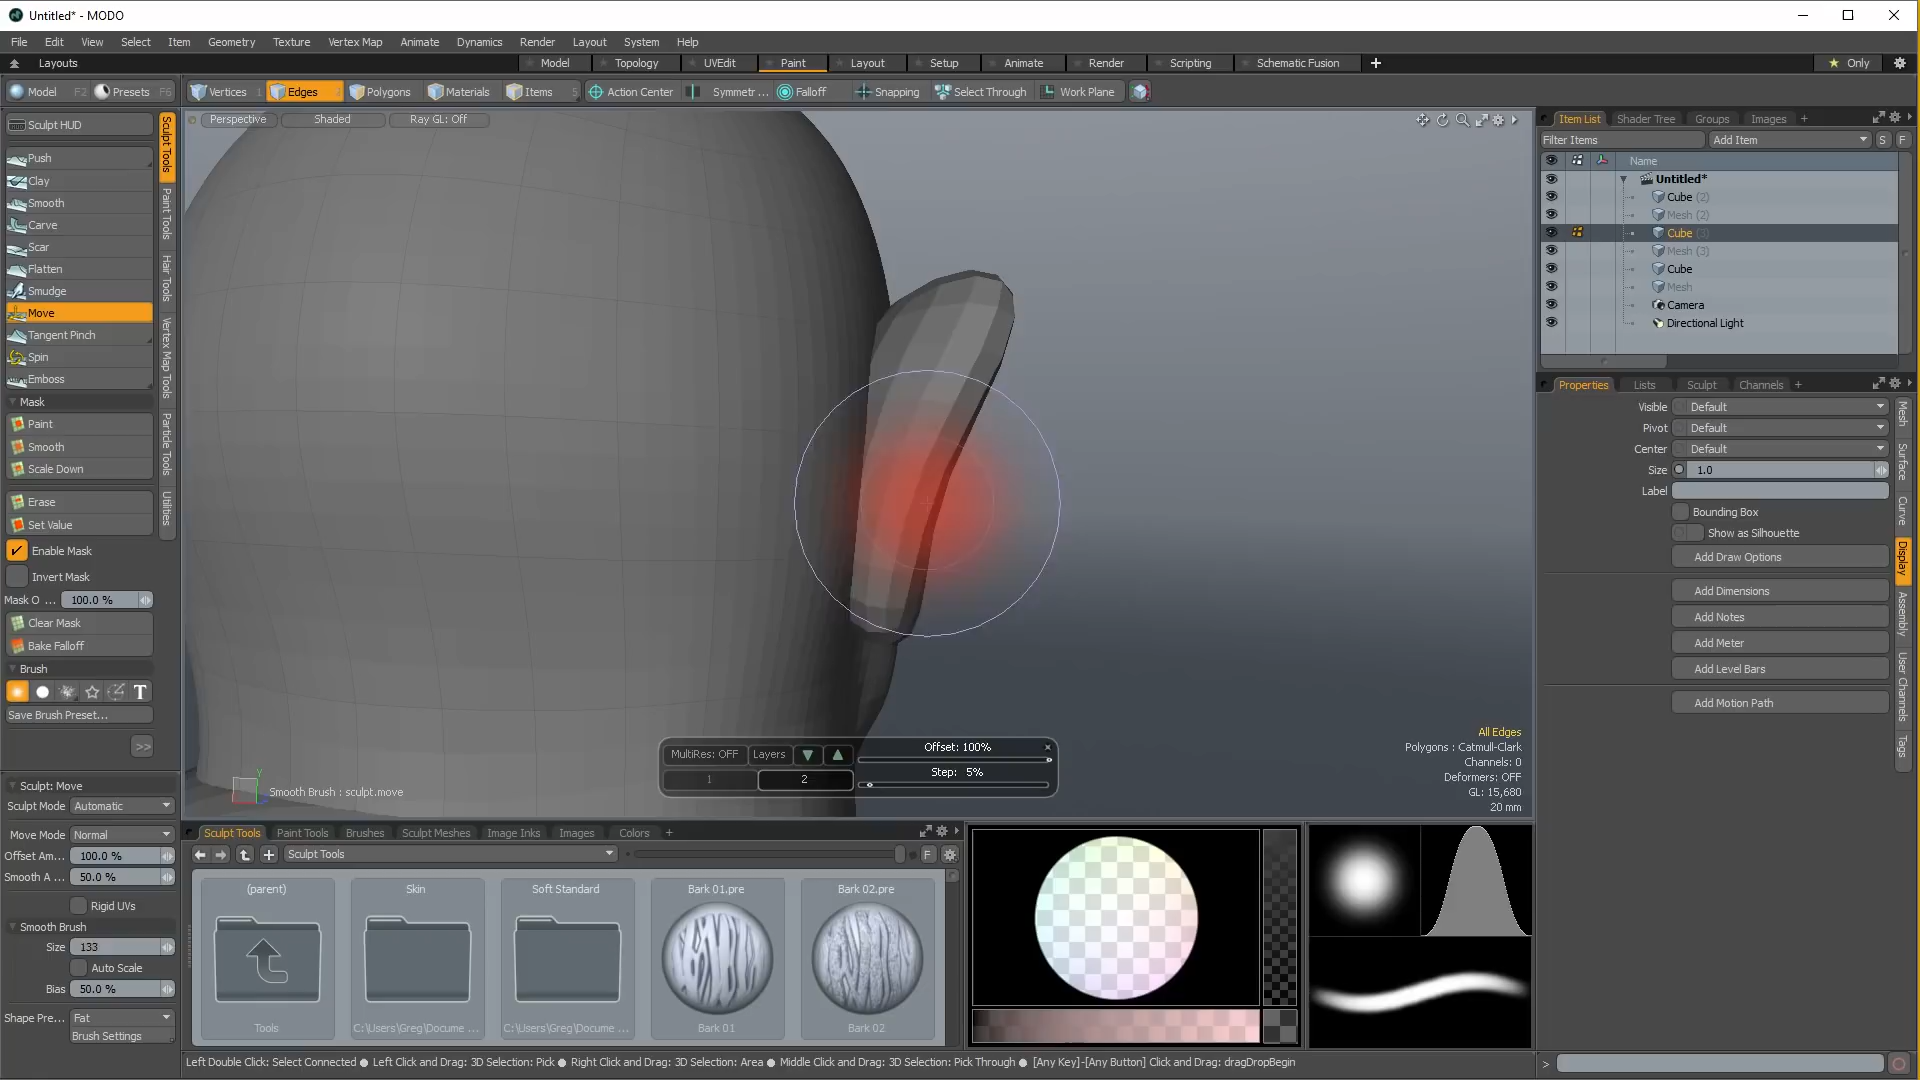 Untitled* - MODO
File Edit View Select Item Geometry Texture Vertex Map Animate Dynamics Render Layout System Help
Layouts Model Topology UVEdit Paint Layout Setup Animate Render Scripting Schematic Fusion + Only
Model F2 Presets F6 Vertices 1 Edges Polygons Materials Items 5 Action Center Symmetr ... Falloff Snapping Select Through Work Plane
Perspective Shaded Ray GL: Off
Sculpt HUD
Push
Clay
Smooth
Carve
Scar
Flatten
Smudge
Move
Tangent Pinch
Spin
Emboss
Mask
Paint
Smooth
Scale Down
Erase
Set Value
Enable Mask
Invert Mask
Mask O ... 100.0 %
Clear Mask
Bake Falloff
Brush
T
Save Brush Preset...
>>
Sculpt: Move
Sculpt Mode Automatic
Move Mode Normal
Offset Am... 100.0 %
Smooth A ... 50.0 %
Rigid UVs
Smooth Brush
Size 133
Auto Scale
Bias 50.0 %
Shape Pre... Fat
Brush Settings
Sculpt Tools
Paint Tools
Hair Tools
Vertex Map Tools
Particle Tools
Utilities
Y
Smooth Brush : sculpt.move
MultiRes: OFF Layers Offset: 100%
1 2 Step: 5%
All Edges
Polygons : Catmull-Clark
Channels: 0
Deformers: OFF
GL: 15,680
20 mm
Sculpt Tools Paint Tools Brushes Sculpt Meshes Image Inks Images Colors +
Sculpt Tools F
(parent) Skin Soft Standard Bark 01.pre Bark 02.pre
Tools C:\Users\Greg\Docume ... C:\Users\Greg\Docume ... Bark 01 Bark 02
Left Double Click: Select Connected ● Left Click and Drag: 3D Selection: Pick ● Right Click and Drag: 3D Selection: Area ● Middle Click and Drag: 3D Selection: Pick Through ● [Any Key]-[Any Button] Click and Drag: dragDropBegin
Item List Shader Tree Groups Images +
Filter Items Add Item S F
Name
Untitled*
Cube (2)
Mesh (2)
Cube (3)
Mesh (3)
Cube
Mesh
Camera
Directional Light
Properties Lists Sculpt Channels +
Visible Default
Pivot Default
Center Default
Size 1.0
Label
Bounding Box
Show as Silhouette
Add Draw Options
Add Dimensions
Add Notes
Add Meter
Add Level Bars
Add Motion Path
Mesh
Surface
Curve
Display
Assembly
User Channels
Tags
>